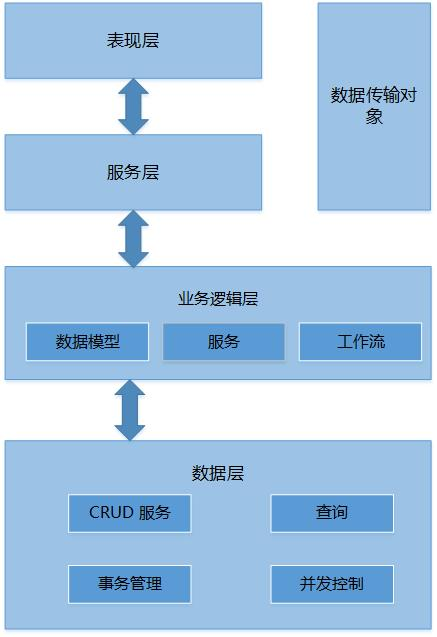 表现层
数据传输对
象
服务层
业务逻辑层
数据模型
服务
工作流
数据层
CRUD 服务
查询
事务管理
并发控制